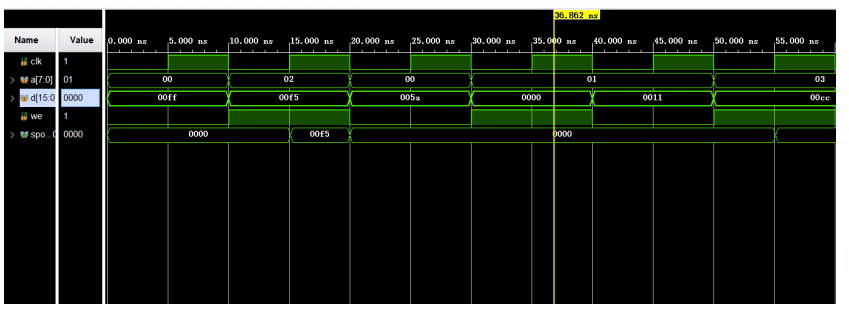 36.862 ns
Name Value 0.000 ns 5.000 ns 10.000 ns 15.000 ns 20.000 ns 25.000 ns 30.000 ns 35.000 ns 40.000 ns 45.000 ns 50.000 ns 55.000 ns
clk 1
a[7:0] 01 00 02 00 01 03
d[15:0 0000 00ff 00f5 005a 0000 0011 00cc
we 1
spo...0 0000 0000 00f5 0000